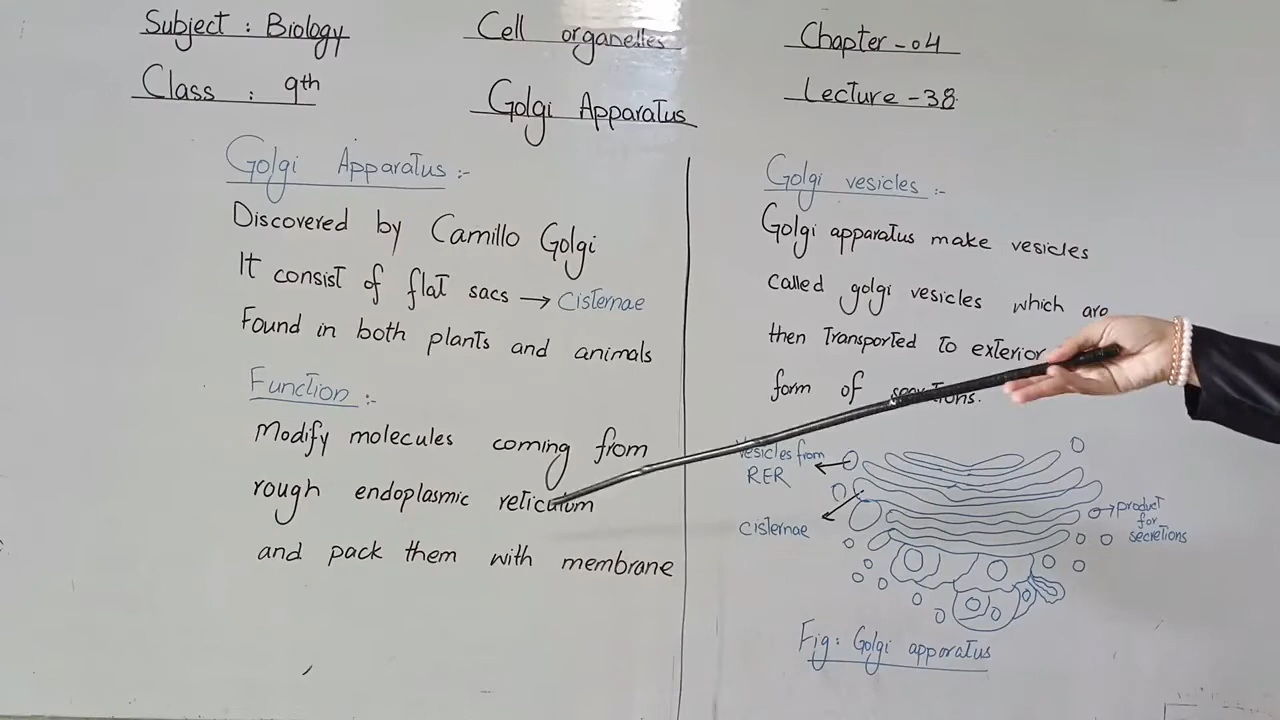 Subject : Biology
Class : 9th
Cell organelles
Golgi Apparatus
Chapter - 04
Lecture - 38
Golgi Apparatus :-
Discovered by Camillo Golgi
It consist of flat sacs → Cisternae
Found in both plants and animals
Function :-
Modify molecules coming from
rough endoplasmic reticulum
and pack them with membrane
Golgi vesicles :-
Golgi apparatus make vesicles
called golgi vesicles which are
then transported to exterior
form of secretions.
vesicles from
RER
cisternae
product
for
secretions
Fig: Golgi apparatus